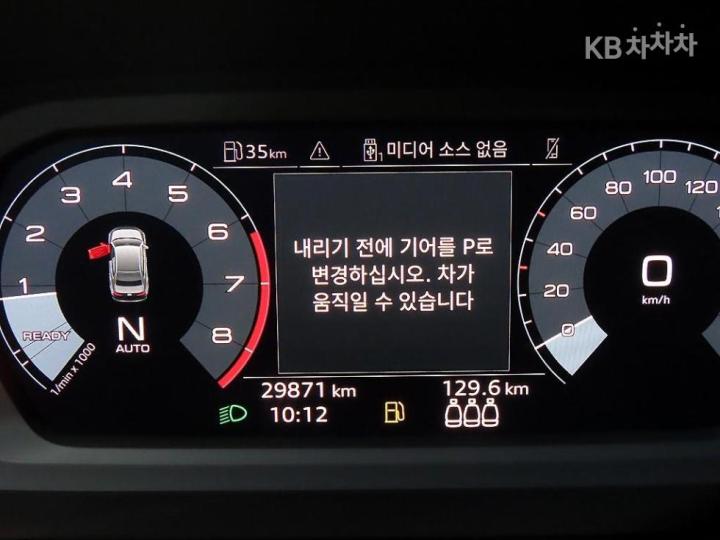 KB차차차
35km
1 미디어 소스 없음
1 2 3 4 5 6 7 8
READY
1/min x 1000
N
AUTO
내리기 전에 기어를 P로
변경하십시오. 차가
움직일 수 있습니다
0 20 40 60 80 100 120
0
km/h
29871 km
129.6 km
10:12